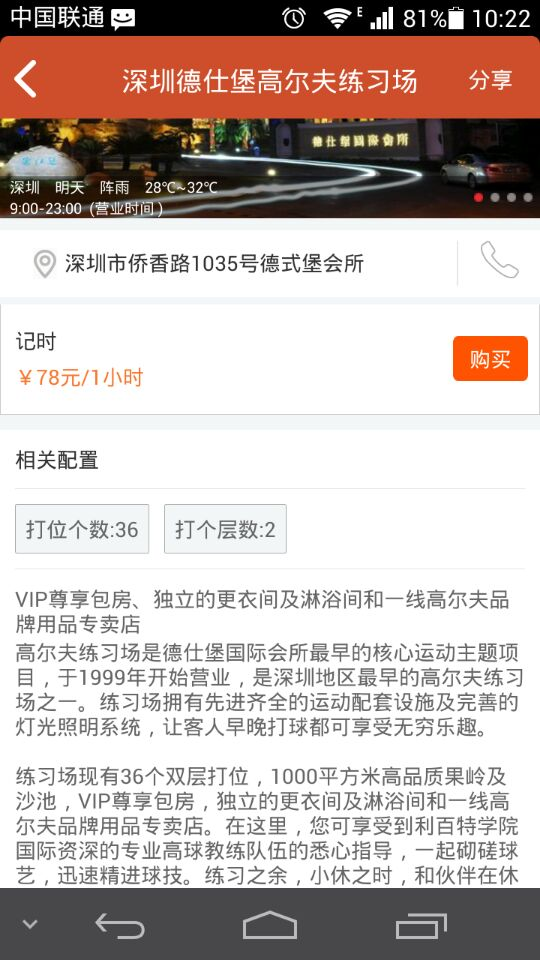 中国联通
E
81%
10:22
深圳德仕堡高尔夫练习场
分享
德仕堡国际会所
深圳 明天 阵雨 28℃~32℃
9:00-23:00 (营业时间)
深圳市侨香路1035号德式堡会所
记时
￥78元/1小时
购买
相关配置
打位个数:36
打个层数:2
VIP尊享包房、独立的更衣间及淋浴间和一线高尔夫品
牌用品专卖店
高尔夫练习场是德仕堡国际会所最早的核心运动主题项
目，于1999年开始营业，是深圳地区最早的高尔夫练习
场之一。练习场拥有先进齐全的运动配套设施及完善的
灯光照明系统，让客人早晚打球都可享受无穷乐趣。
练习场现有36个双层打位，1000平方米高品质果岭及
沙池，VIP尊享包房，独立的更衣间及淋浴间和一线高
尔夫品牌用品专卖店。在这里，您可享受到利百特学院
国际资深的专业高球教练队伍的悉心指导，一起砌磋球
艺，迅速精进球技。练习之余，小休之时，和伙伴在休